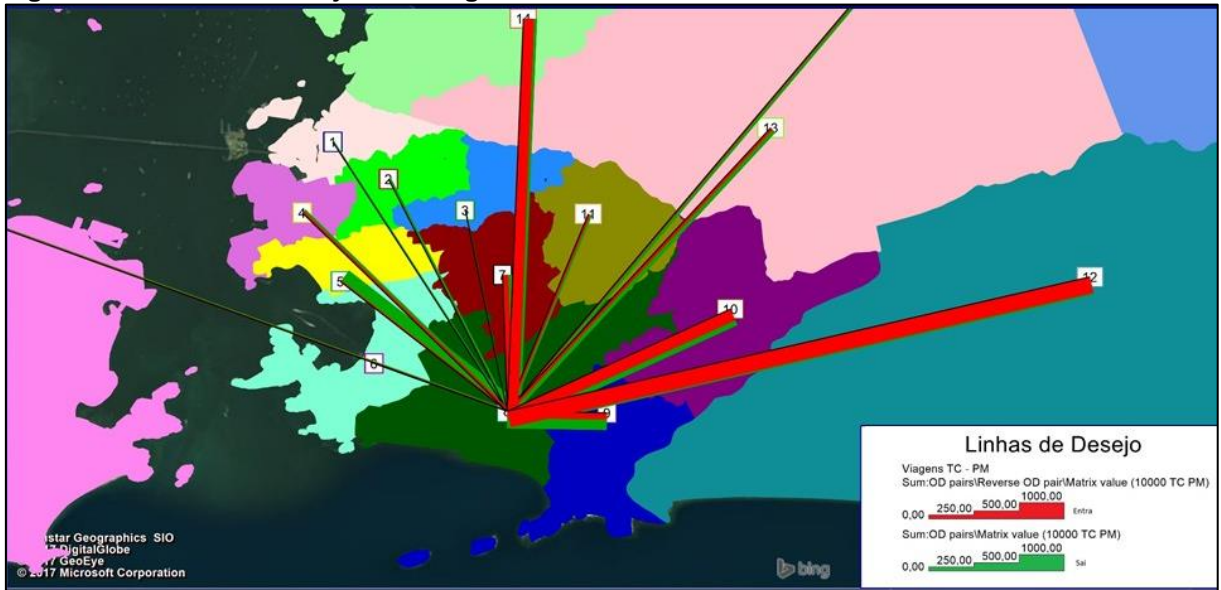 14
13
1
2
4
3
11
7
5
12
10
6
9
Linhas de Desejo
Viagens TC - PM
Sum:OD pairs\Reverse OD pair\Matrix value (10000 TC PM)
0,00 250,00 500,00 1000,00 Entra
Sum:OD pairs\Matrix value (10000 TC PM)
0,00 250,00 500,00 1000,00 Sai
Geographics SIO
DigitalGlobe
GeoEye
© 2017 Microsoft Corporation
bing